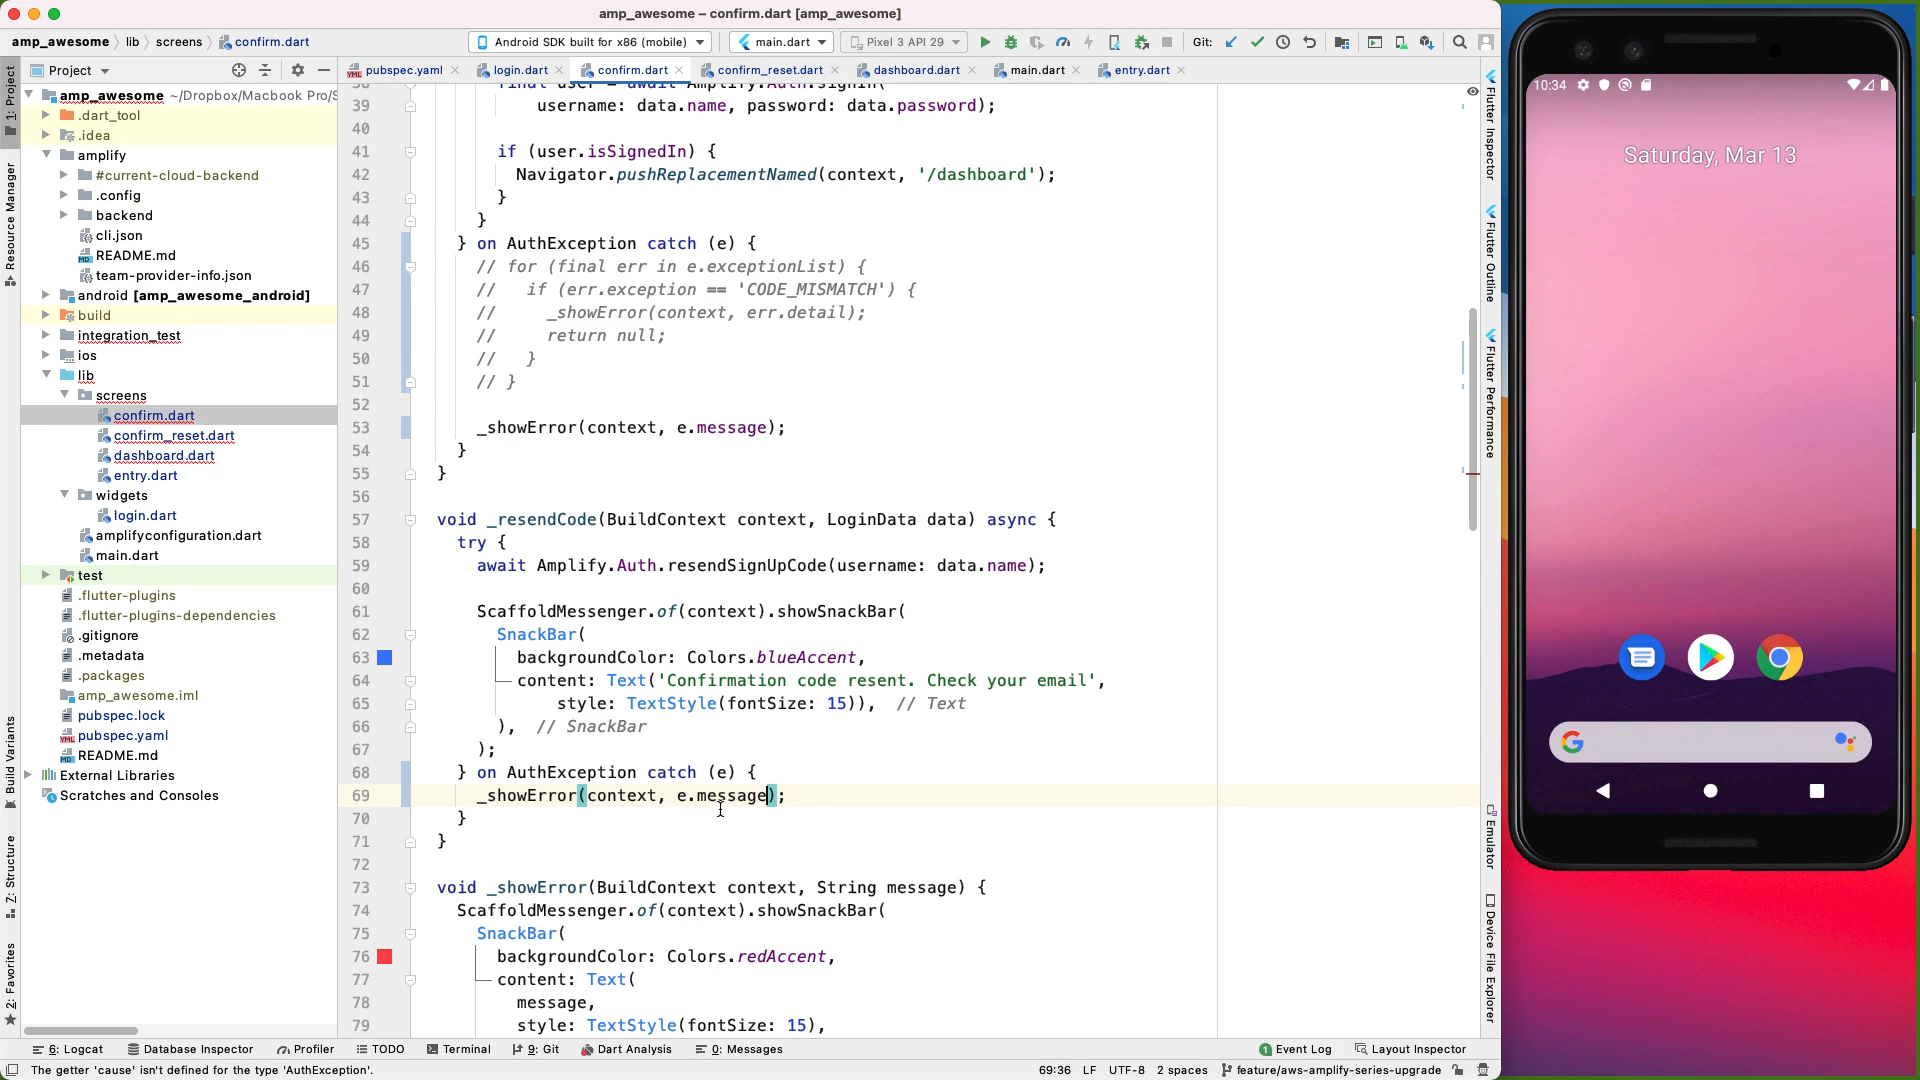 amp_awesome – confirm.dart [amp_awesome]
amp_awesome lib screens confirm.dart
Android SDK built for x86 (mobile) main.dart Pixel 3 API 29 Git:
Project
pubspec.yaml login.dart confirm.dart confirm_reset.dart dashboard.dart main.dart entry.dart
1: Project
Resource Manager
Build Variants
Z: Structure
2: Favorites
amp_awesome ~/Dropbox/Macbook Pro/S
.dart_tool
.idea
amplify
#current-cloud-backend
.config
backend
cli.json
README.md
team-provider-info.json
android [amp_awesome_android]
build
integration_test
ios
lib
screens
confirm.dart
confirm_reset.dart
dashboard.dart
entry.dart
widgets
login.dart
amplifyconfiguration.dart
main.dart
test
.flutter-plugins
.flutter-plugins-dependencies
.gitignore
.metadata
.packages
amp_awesome.iml
pubspec.lock
pubspec.yaml
README.md
External Libraries
Scratches and Consoles
38 final user = await Amplify.Auth.signIn(
39 username: data.name, password: data.password);
40
41 if (user.isSignedIn) {
42 Navigator.pushReplacementNamed(context, '/dashboard');
43 }
44 }
45 } on AuthException catch (e) {
46 // for (final err in e.exceptionList) {
47 // if (err.exception == 'CODE_MISMATCH') {
48 // _showError(context, err.detail);
49 // return null;
50 // }
51 // }
52
53 _showError(context, e.message);
54 }
55 }
56
57 void _resendCode(BuildContext context, LoginData data) async {
58 try {
59 await Amplify.Auth.resendSignUpCode(username: data.name);
60
61 ScaffoldMessenger.of(context).showSnackBar(
62 SnackBar(
63 backgroundColor: Colors.blueAccent,
64 content: Text('Confirmation code resent. Check your email',
65 style: TextStyle(fontSize: 15)), // Text
66 ), // SnackBar
67 );
68 } on AuthException catch (e) {
69 _showError(context, e.message);
70 }
71 }
72
73 void _showError(BuildContext context, String message) {
74 ScaffoldMessenger.of(context).showSnackBar(
75 SnackBar(
76 backgroundColor: Colors.redAccent,
77 content: Text(
78 message,
79 style: TextStyle(fontSize: 15),
Flutter Inspector
Flutter Outline
Flutter Performance
Emulator
Device File Explorer
10:34
Saturday, Mar 13
6: Logcat Database Inspector Profiler TODO Terminal 9: Git Dart Analysis 0: Messages 1 Event Log Layout Inspector
The getter 'cause' isn't defined for the type 'AuthException'. 69:36 LF UTF-8 2 spaces feature/aws-amplify-series-upgrade